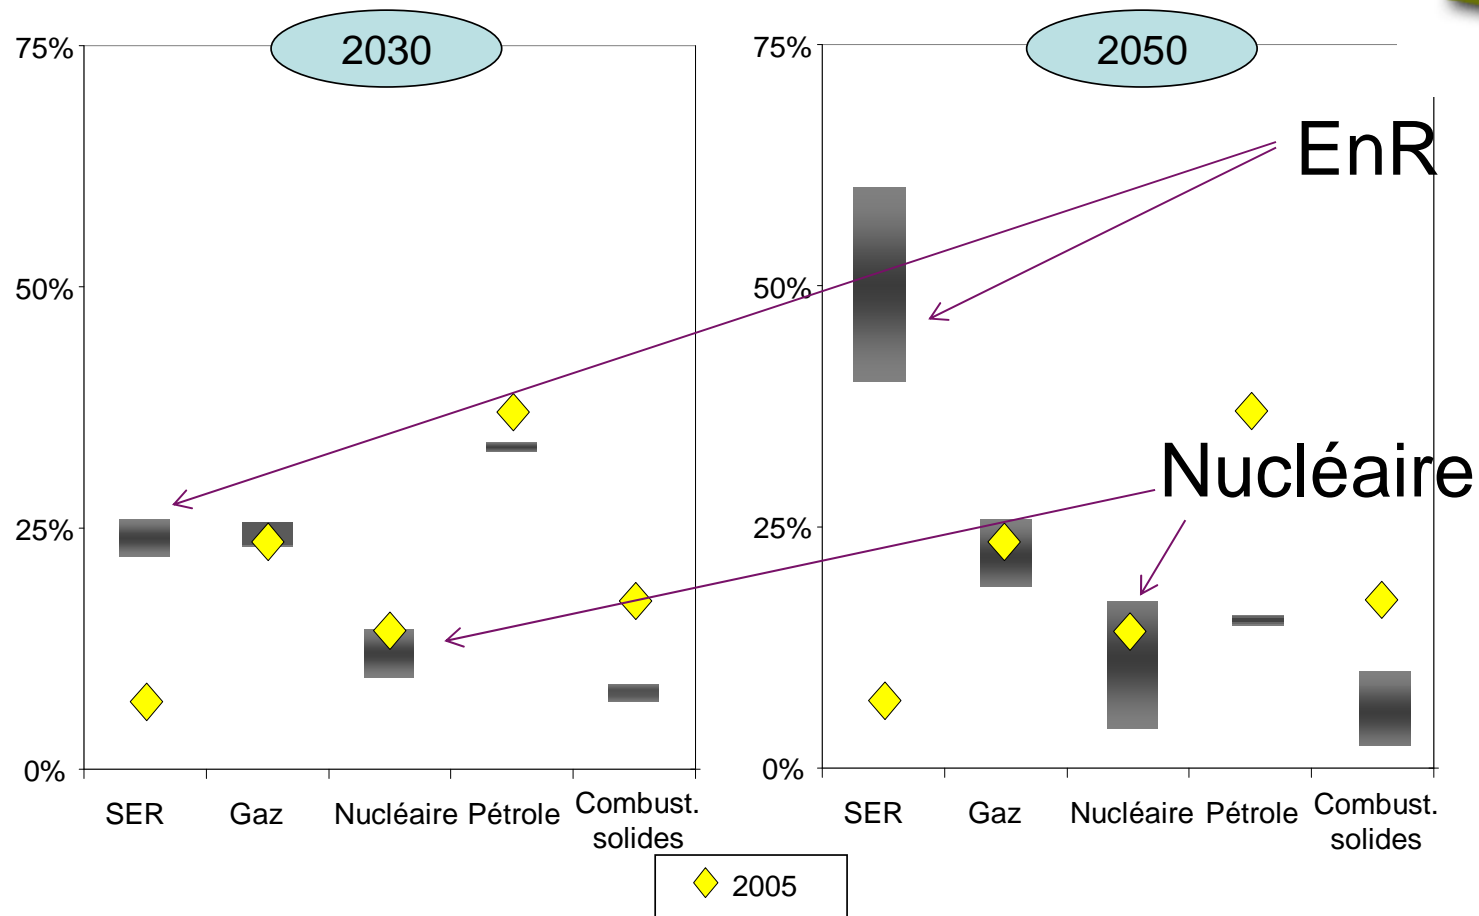 2030
2050
75%
50%
25%
0%
75%
50%
25%
0%
EnR
Nucléaire
SER
Gaz
Nucléaire
Pétrole
Combust.
solides
SER
Gaz
Nucléaire
Pétrole
Combust.
solides
2005